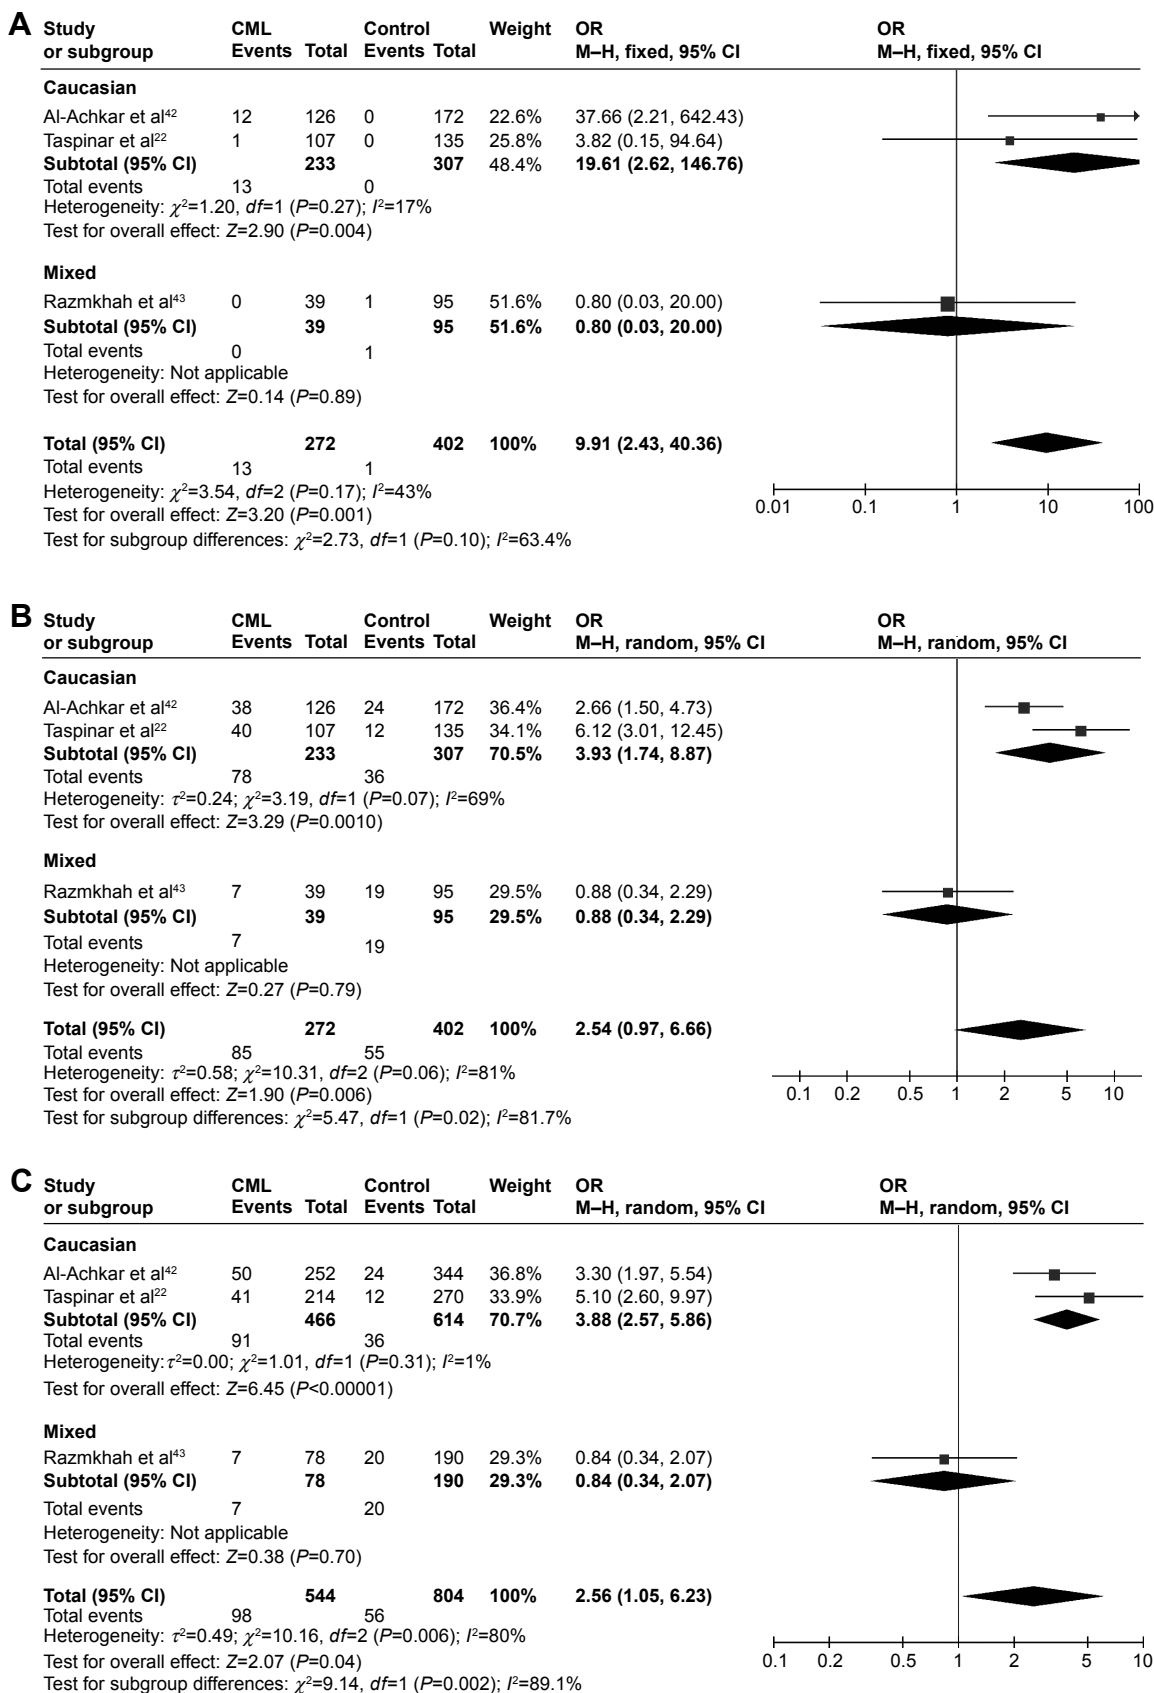 A Study CML Control Weight OR OR
or subgroup Events Total Events Total M–H, fixed, 95% CI M–H, fixed, 95% CI
Caucasian
Al-Achkar et al42 12 126 0 172 22.6% 37.66 (2.21, 642.43)
Taspinar et al22 1 107 0 135 25.8% 3.82 (0.15, 94.64)
Subtotal (95% CI) 233 307 48.4% 19.61 (2.62, 146.76)
Total events 13 0
Heterogeneity: χ²=1.20, df=1 (P=0.27); I²=17%
Test for overall effect: Z=2.90 (P=0.004)
Mixed
Razmkhah et al43 0 39 1 95 51.6% 0.80 (0.03, 20.00)
Subtotal (95% CI) 39 95 51.6% 0.80 (0.03, 20.00)
Total events 0 1
Heterogeneity: Not applicable
Test for overall effect: Z=0.14 (P=0.89)
Total (95% CI) 272 402 100% 9.91 (2.43, 40.36)
Total events 13 1
Heterogeneity: χ²=3.54, df=2 (P=0.17); I²=43%
Test for overall effect: Z=3.20 (P=0.001)
Test for subgroup differences: χ²=2.73, df=1 (P=0.10); I²=63.4%
0.01 0.1 1 10 100
B Study CML Control Weight OR OR
or subgroup Events Total Events Total M–H, random, 95% CI M–H, random, 95% CI
Caucasian
Al-Achkar et al42 38 126 24 172 36.4% 2.66 (1.50, 4.73)
Taspinar et al22 40 107 12 135 34.1% 6.12 (3.01, 12.45)
Subtotal (95% CI) 233 307 70.5% 3.93 (1.74, 8.87)
Total events 78 36
Heterogeneity: τ²=0.24; χ²=3.19, df=1 (P=0.07); I²=69%
Test for overall effect: Z=3.29 (P=0.0010)
Mixed
Razmkhah et al43 7 39 19 95 29.5% 0.88 (0.34, 2.29)
Subtotal (95% CI) 39 95 29.5% 0.88 (0.34, 2.29)
Total events 7 19
Heterogeneity: Not applicable
Test for overall effect: Z=0.27 (P=0.79)
Total (95% CI) 272 402 100% 2.54 (0.97, 6.66)
Total events 85 55
Heterogeneity: τ²=0.58; χ²=10.31, df=2 (P=0.06); I²=81%
Test for overall effect: Z=1.90 (P=0.006)
Test for subgroup differences: χ²=5.47, df=1 (P=0.02); I²=81.7%
0.1 0.2 0.5 1 2 5 10
C Study CML Control Weight OR OR
or subgroup Events Total Events Total M–H, random, 95% CI M–H, random, 95% CI
Caucasian
Al-Achkar et al42 50 252 24 344 36.8% 3.30 (1.97, 5.54)
Taspinar et al22 41 214 12 270 33.9% 5.10 (2.60, 9.97)
Subtotal (95% CI) 466 614 70.7% 3.88 (2.57, 5.86)
Total events 91 36
Heterogeneity:τ²=0.00; χ²=1.01, df=1 (P=0.31); I²=1%
Test for overall effect: Z=6.45 (P<0.00001)
Mixed
Razmkhah et al43 7 78 20 190 29.3% 0.84 (0.34, 2.07)
Subtotal (95% CI) 78 190 29.3% 0.84 (0.34, 2.07)
Total events 7 20
Heterogeneity: Not applicable
Test for overall effect: Z=0.38 (P=0.70)
Total (95% CI) 544 804 100% 2.56 (1.05, 6.23)
Total events 98 56
Heterogeneity: τ²=0.49; χ²=10.16, df=2 (P=0.006); I²=80%
Test for overall effect: Z=2.07 (P=0.04)
Test for subgroup differences: χ²=9.14, df=1 (P=0.002); I²=89.1%
0.1 0.2 0.5 1 2 5 10